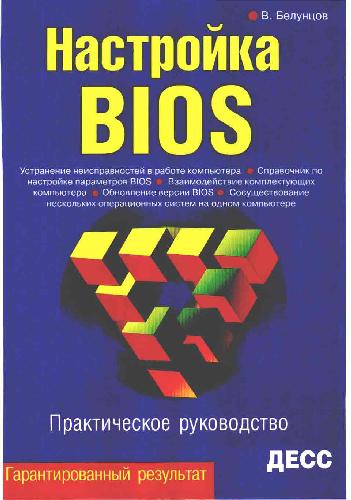 • В. Белунцов
Настройка
BIOS
Устранение неисправностей в работе компьютера • Справочник по
настройке параметров BIOS • Взаимодействие комплектующих
компьютера • Обновление версии BIOS • Сосуществование
нескольких операционных систем на одном компьютере
Практическое руководство
ДЕСС
Гарантированный результат